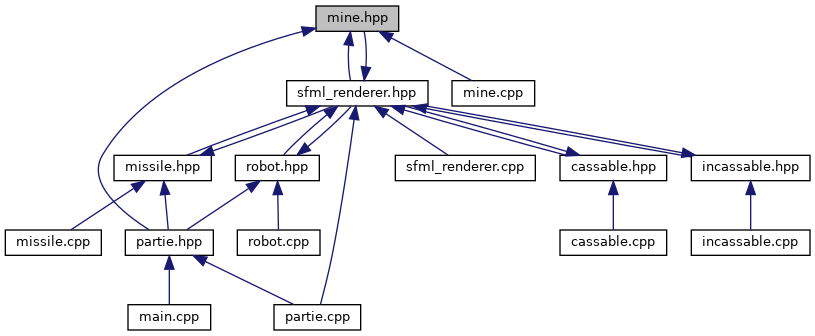 mine.hpp
sfml_renderer.hpp
mine.cpp
missile.hpp
robot.hpp
sfml_renderer.cpp
cassable.hpp
incassable.hpp
missile.cpp
partie.hpp
robot.cpp
cassable.cpp
incassable.cpp
main.cpp
partie.cpp